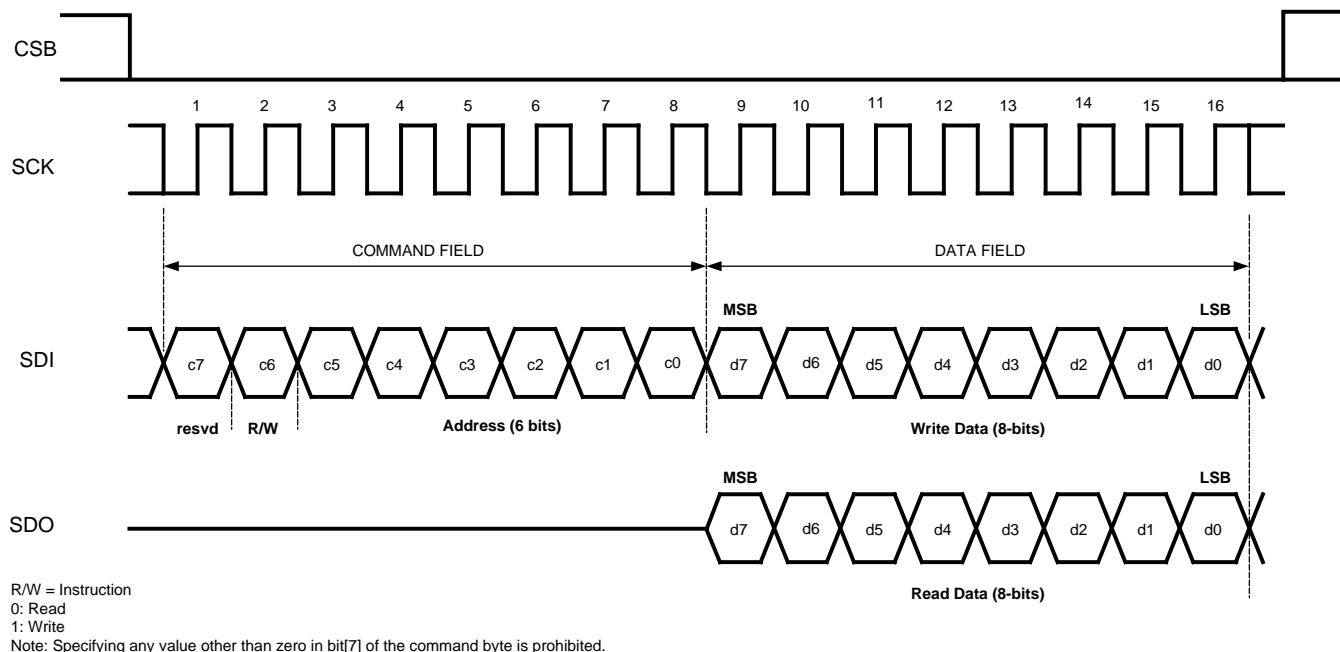 CSB
1 2 3 4 5 6 7 8 9 10 11 12 13 14 15 16
SCK
COMMAND FIELD DATA FIELD
MSB LSB
SDI c7 c6 c5 c4 c3 c2 c1 c0 d7 d6 d5 d4 d3 d2 d1 d0
resvd R/W Address (6 bits) Write Data (8-bits)
MSB LSB
SDO d7 d6 d5 d4 d3 d2 d1 d0
Read Data (8-bits)
R/W = Instruction
0: Read
1: Write
Note: Specifying any value other than zero in bit[7] of the command byte is prohibited.